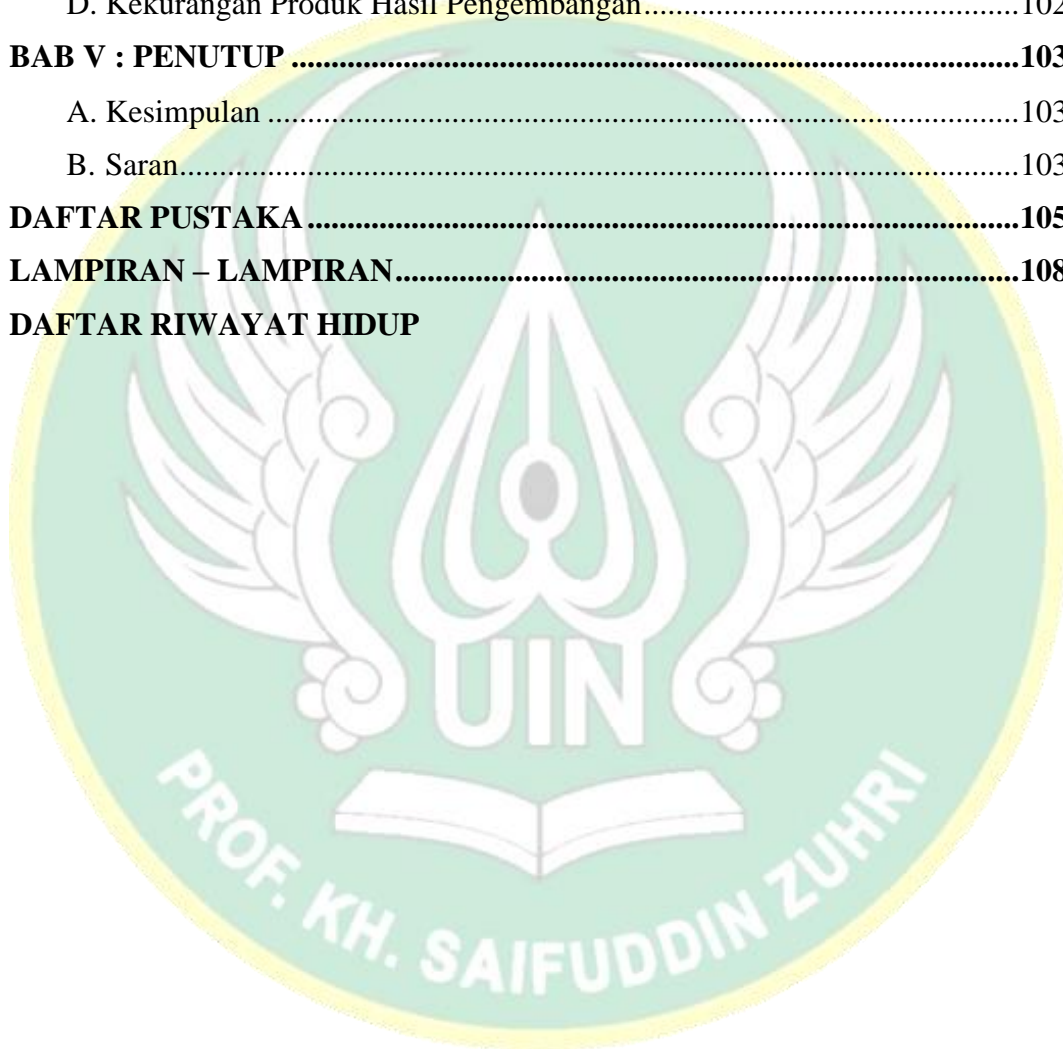 D. Kekurangan Produk Hasil Pengembangan..........................................102
BAB V : PENUTUP ..........................................................................................103
A. Kesimpulan ..............................................................................................103
B. Saran.........................................................................................................103
DAFTAR PUSTAKA ........................................................................................105
LAMPIRAN – LAMPIRAN..............................................................................108
DAFTAR RIWAYAT HIDUP
UIN
PROF. KH. SAIFUDDIN ZUHRI